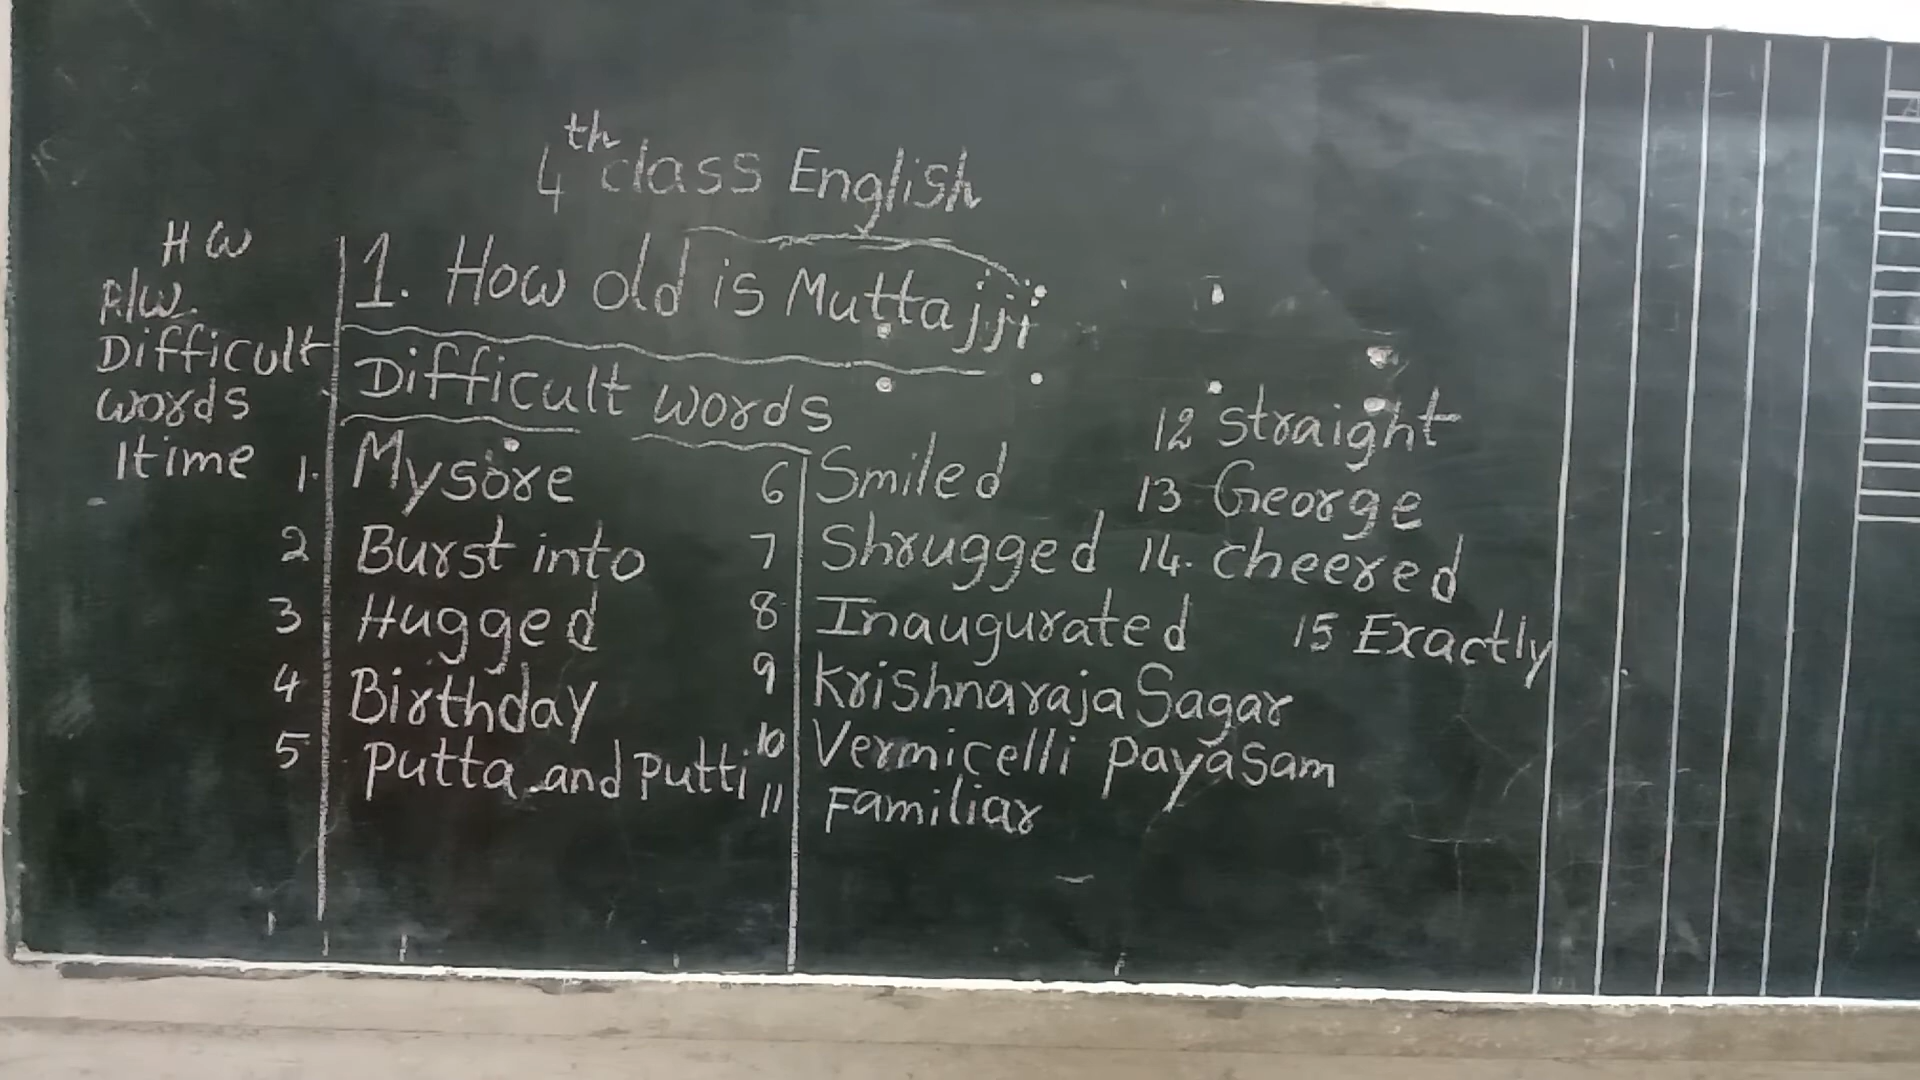 4th class English
HW
R/W.
Difficult
words
1time
1. How old is Muttajji
Difficult words
1. Mysore
2 Burst into
3 Hugged
4 Birthday
5 Putta and Putti
6 Smiled
7 Shrugged
8 Inaugurated
9 Krishnaraja Sagar
10 Vermicelli payasam
11 Familiar
12 straight
13 George
14. cheered
15 Exactly